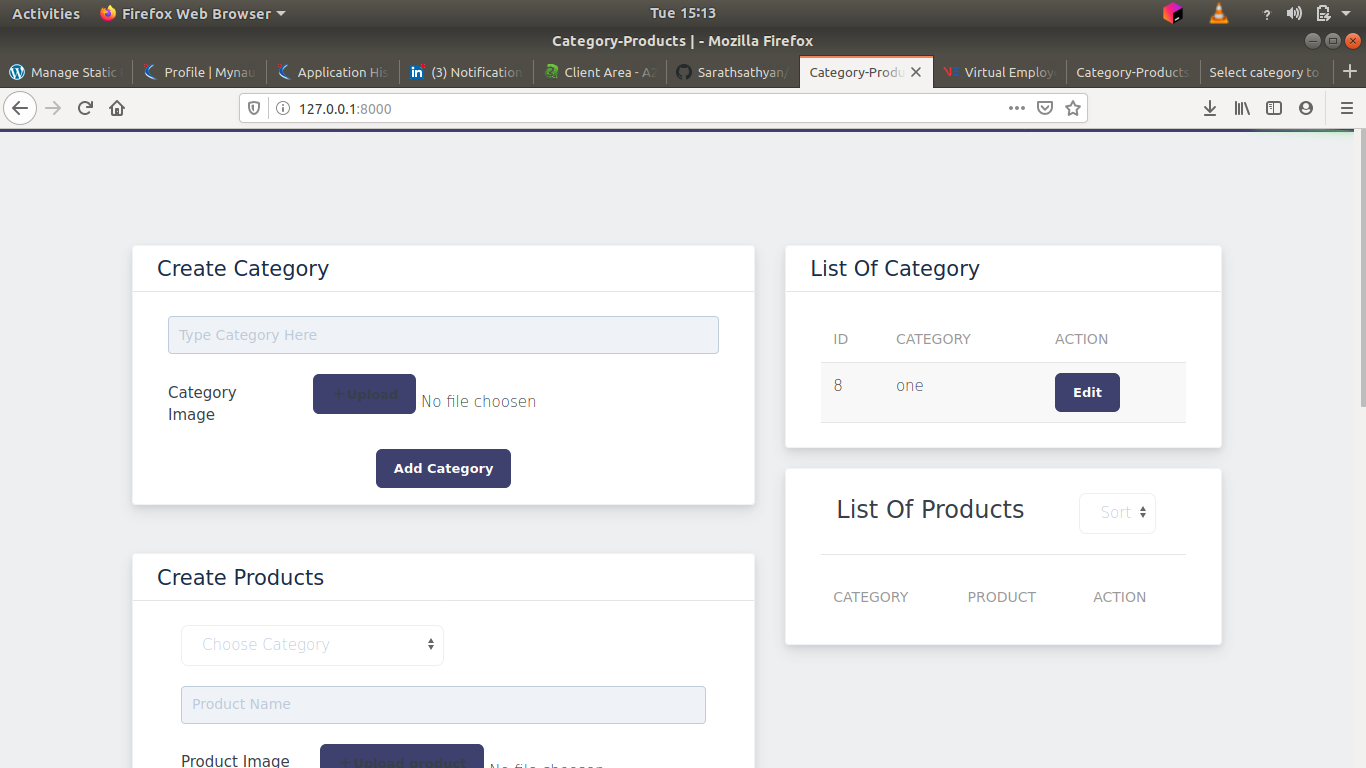 Activities Firefox Web Browser Tue 15:13 ?
Category-Products | - Mozilla Firefox
Manage Static Profile | Mynau Application His (3) Notification Client Area - A2 Sarathsathyan/ Category-Produ Virtual Employ Category-Products Select category to
127.0.0.1:8000
Create Category
Type Category Here
Category
Image
+Upload
No file choosen
Add Category
List Of Category
ID CATEGORY ACTION
8 one Edit
List Of Products
Sort
CATEGORY PRODUCT ACTION
Create Products
Choose Category
Product Name
Product Image
+Upload product
No file choosen